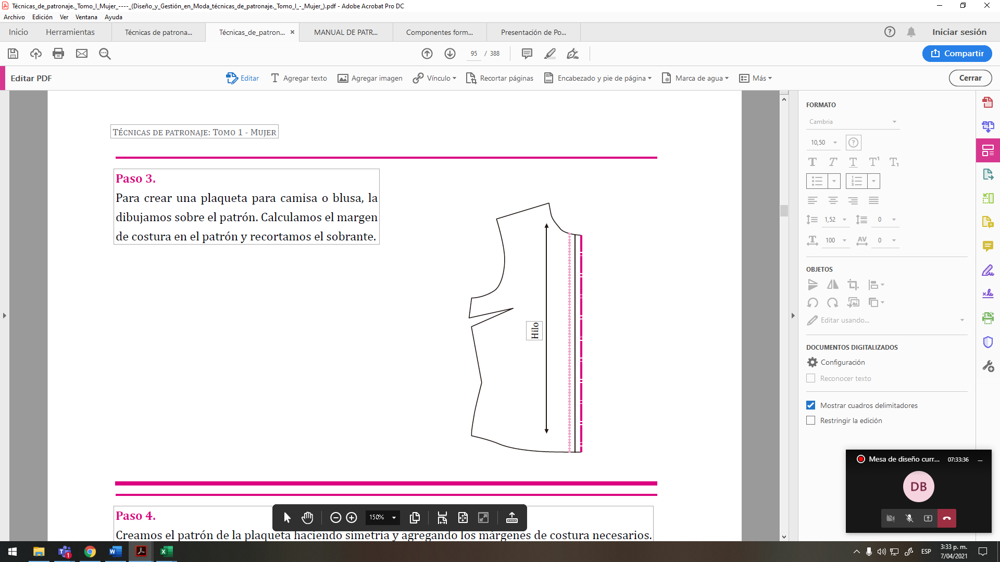 Técnicas_de_patronaje._Tomo_I_Mujer_----_(Diseño_y_Gestión_en_Moda_técnicas_de_patronaje._Tomo_I_-_Mujer_).pdf - Adobe Acrobat Pro DC
Archivo Edición Ver Ventana Ayuda
Inicio Herramientas Técnicas de patrona... Técnicas_de_patron... × MANUAL DE PATR... Componentes form... Presentación de Po... Iniciar sesión
95 / 388 Compartir
Editar PDF Editar Agregar texto Agregar imagen Vínculo Recortar páginas Encabezado y pie de página Marca de agua Más Cerrar
TÉCNICAS DE PATRONAJE: TOMO 1 - MUJER
Paso 3.
Para crear una plaqueta para camisa o blusa, la
dibujamos sobre el patrón. Calculamos el margen
de costura en el patrón y recortamos el sobrante.
Hilo
Paso 4.
Creamos el patrón de la plaqueta haciendo simetría y agregando los márgenes de costura necesarios.
150%
FORMATO
Cambria
10,50
1,52 0
100 AV 0
OBJETOS
Editar usando...
DOCUMENTOS DIGITALIZADOS
Configuración
Reconocer texto
Mostrar cuadros delimitadores
Restringir la edición
Mesa de diseño curr... 07:33:36
DB
1
ESP
3:33 p. m.
7/04/2021